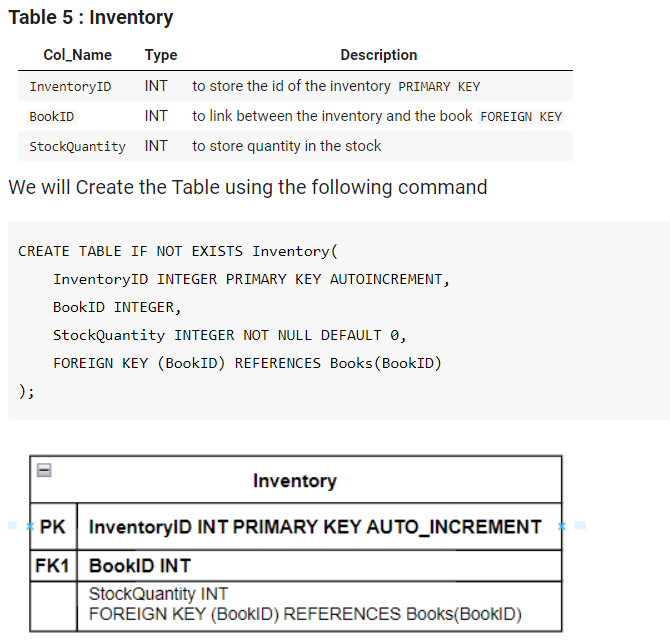 Table 5 : Inventory
Col_Name Type Description
InventoryID INT to store the id of the inventory PRIMARY KEY
BookID INT to link between the inventory and the book FOREIGN KEY
StockQuantity INT to store quantity in the stock
We will Create the Table using the following command
CREATE TABLE IF NOT EXISTS Inventory(
InventoryID INTEGER PRIMARY KEY AUTOINCREMENT,
BookID INTEGER,
StockQuantity INTEGER NOT NULL DEFAULT 0,
FOREIGN KEY (BookID) REFERENCES Books(BookID)
);
Inventory
PK InventoryID INT PRIMARY KEY AUTO_INCREMENT
FK1 BookID INT
StockQuantity INT
FOREIGN KEY (BookID) REFERENCES Books(BookID)